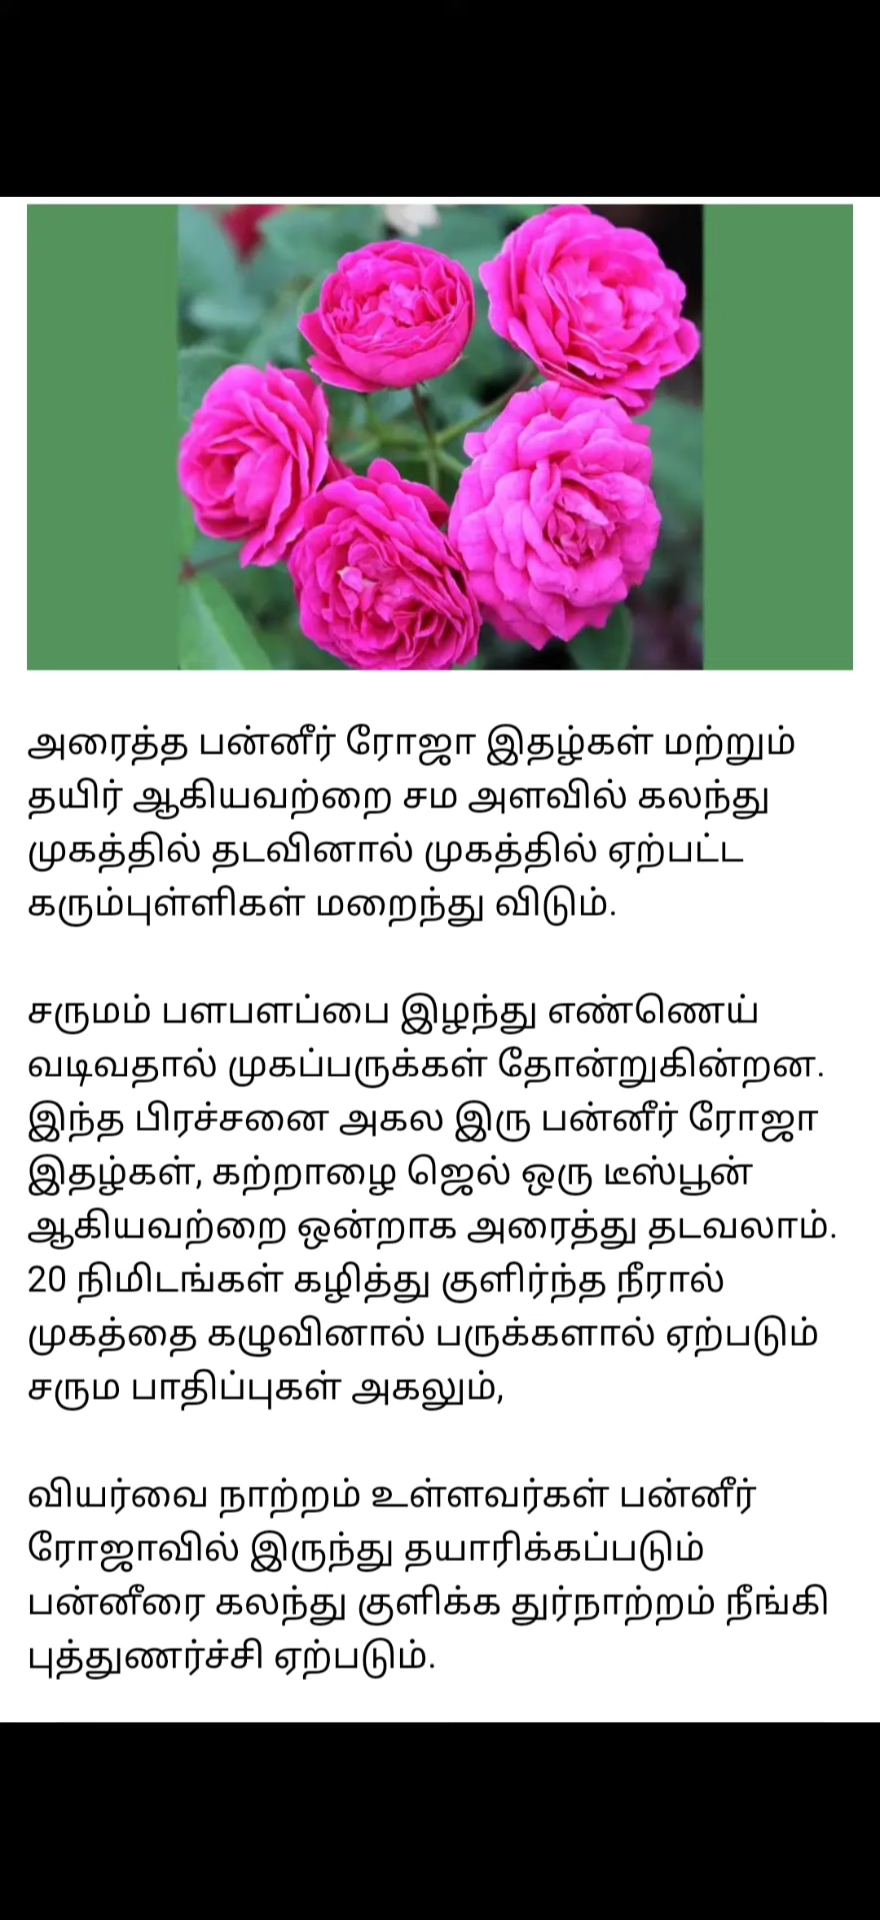 அரைத்த பன்னீர் ரோஜா இதழ்கள் மற்றும்
தயிர் ஆகியவற்றை சம அளவில் கலந்து
முகத்தில் தடவினால் முகத்தில் ஏற்பட்ட
கரும்புள்ளிகள் மறைந்து விடும்.
சருமம் பளபளப்பை இழந்து எண்ணெய்
வடிவதால் முகப்பருக்கள் தோன்றுகின்றன.
இந்த பிரச்சனை அகல இரு பன்னீர் ரோஜா
இதழ்கள், கற்றாழை ஜெல் ஒரு டீஸ்பூன்
ஆகியவற்றை ஒன்றாக அரைத்து தடவலாம்.
20 நிமிடங்கள் கழித்து குளிர்ந்த நீரால்
முகத்தை கழுவினால் பருக்களால் ஏற்படும்
சரும பாதிப்புகள் அகலும்,
வியர்வை நாற்றம் உள்ளவர்கள் பன்னீர்
ரோஜாவில் இருந்து தயாரிக்கப்படும்
பன்னீரை கலந்து குளிக்க துர்நாற்றம் நீங்கி
புத்துணர்ச்சி ஏற்படும்.